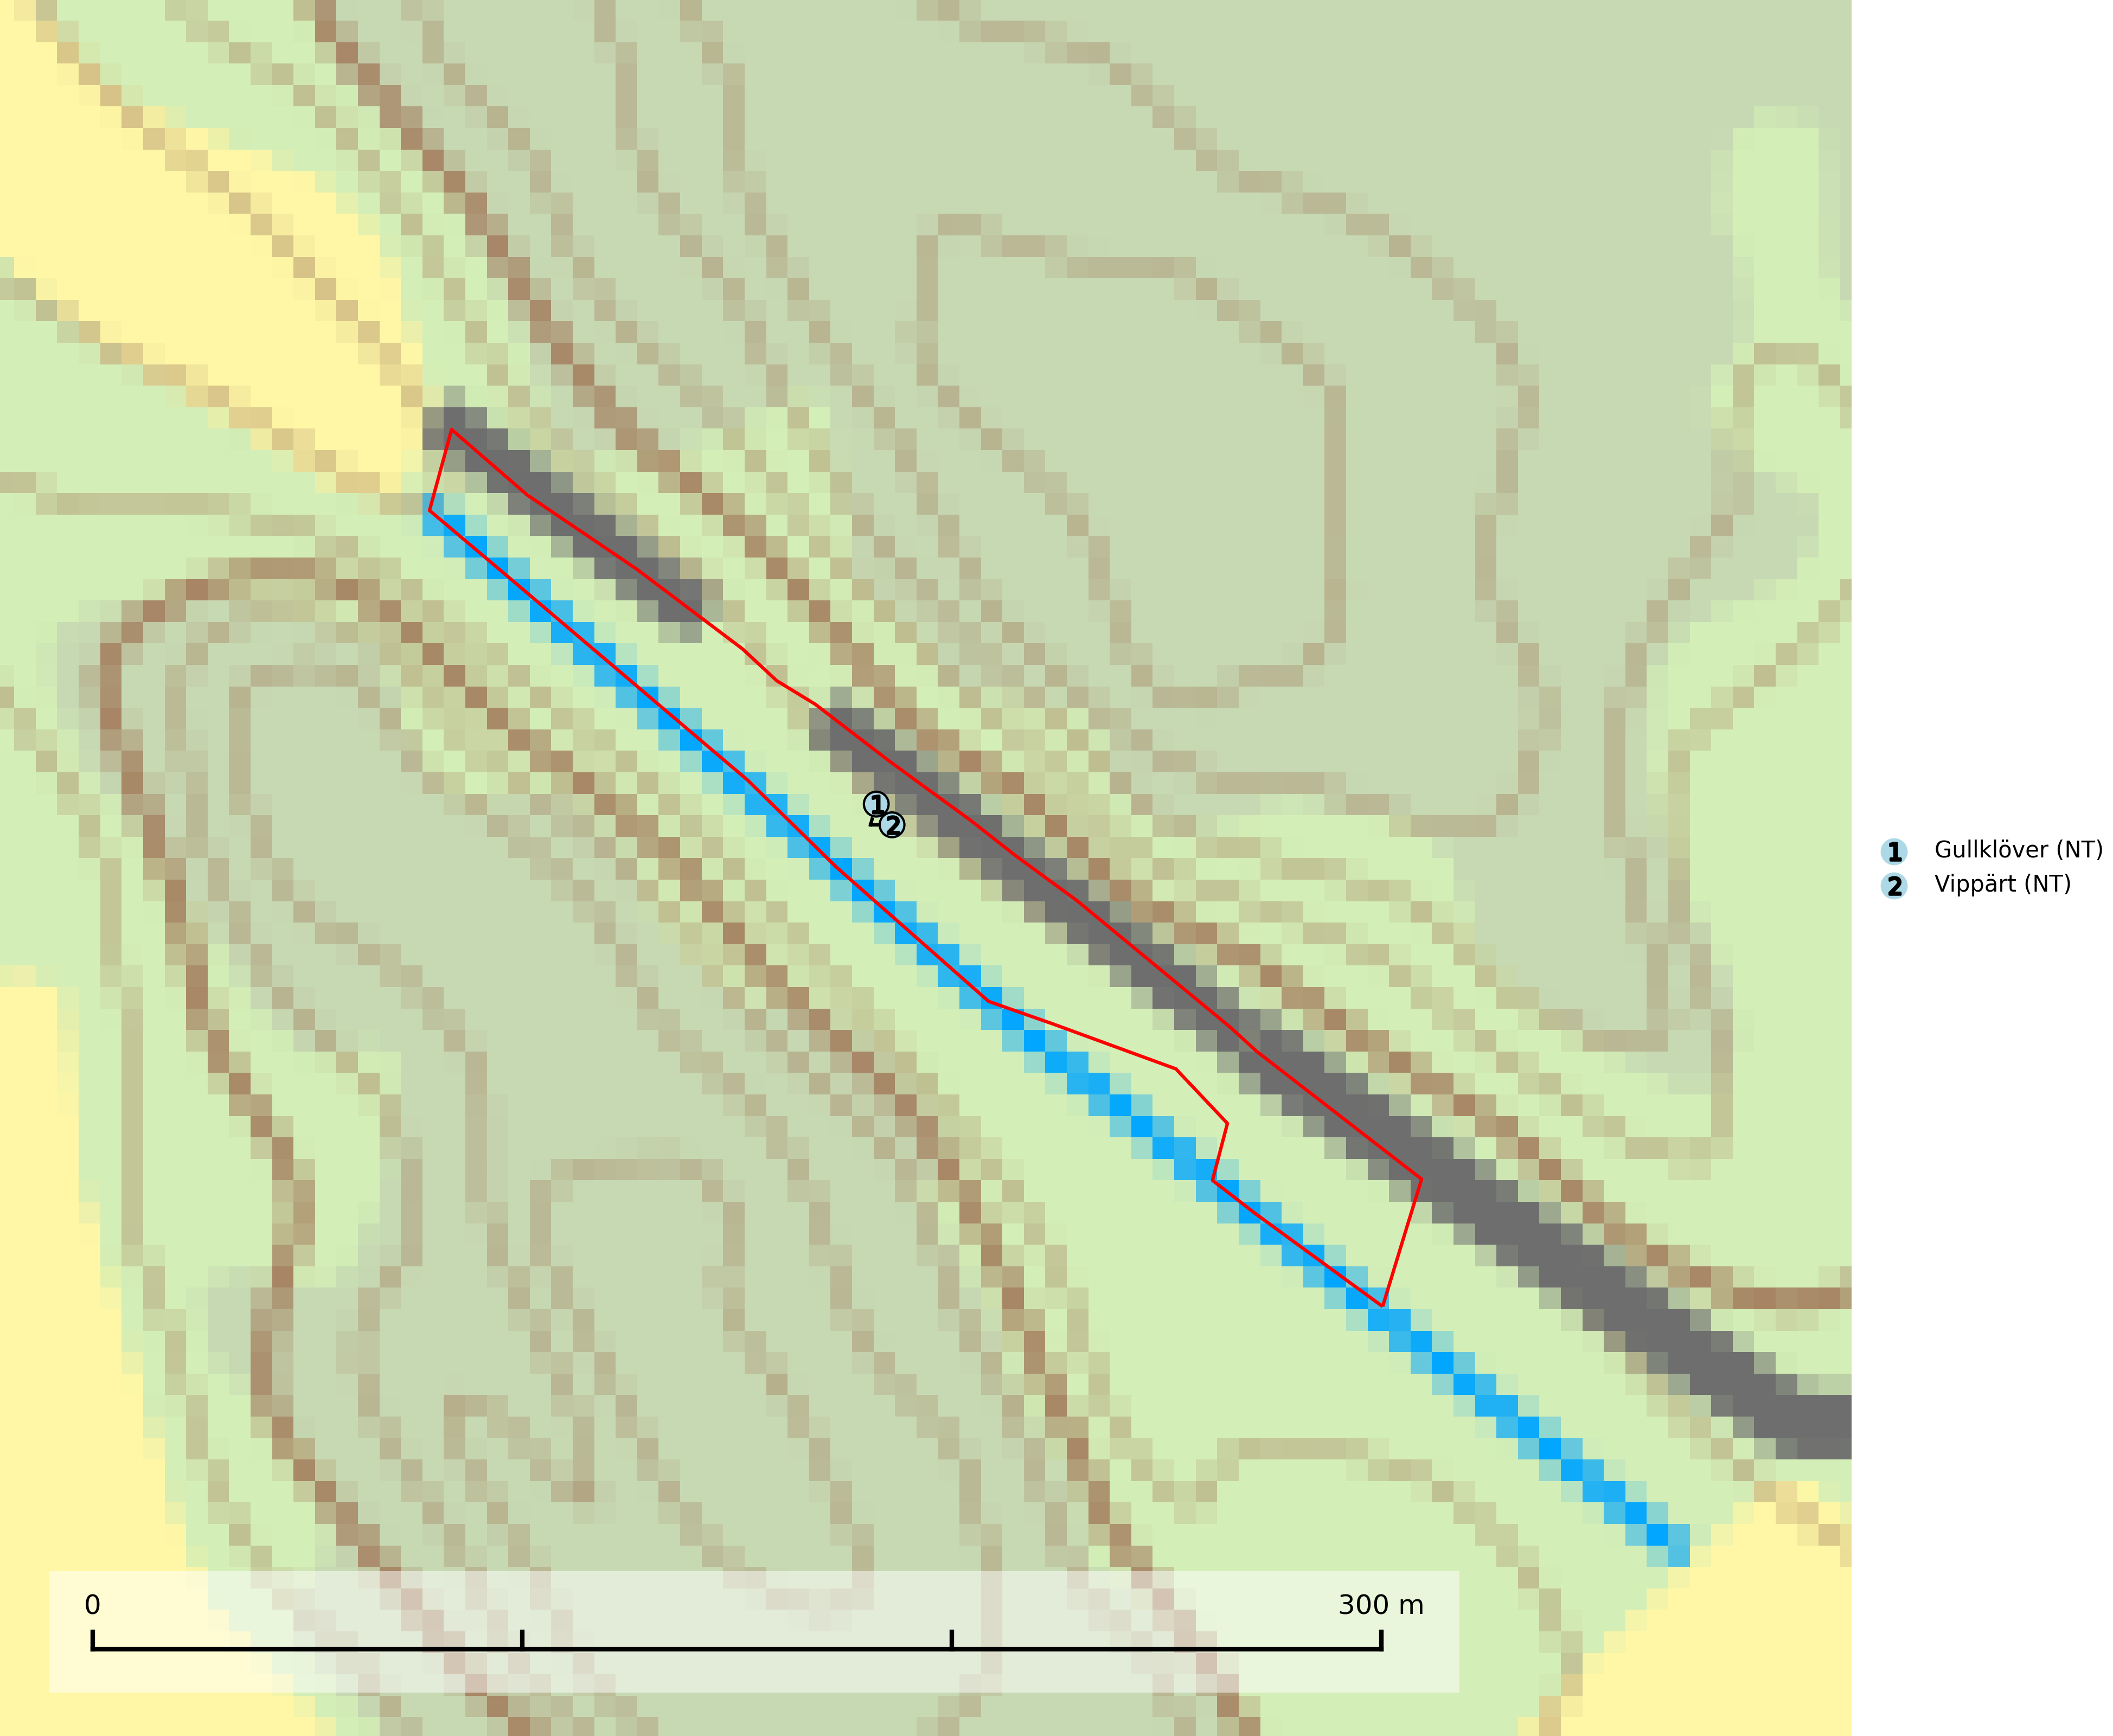 1
2
1 Gullklöver (NT)
2 Vippärt (NT)
0 300 m